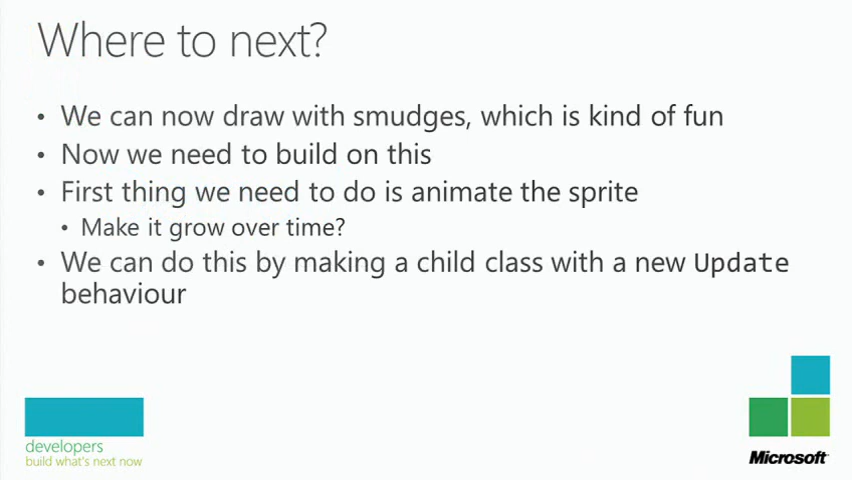 Where to next?
• We can now draw with smudges, which is kind of fun
• Now we need to build on this
• First thing we need to do is animate the sprite
• Make it grow over time?
• We can do this by making a child class with a new Update
behaviour
developers
build what's next now
Microsoft